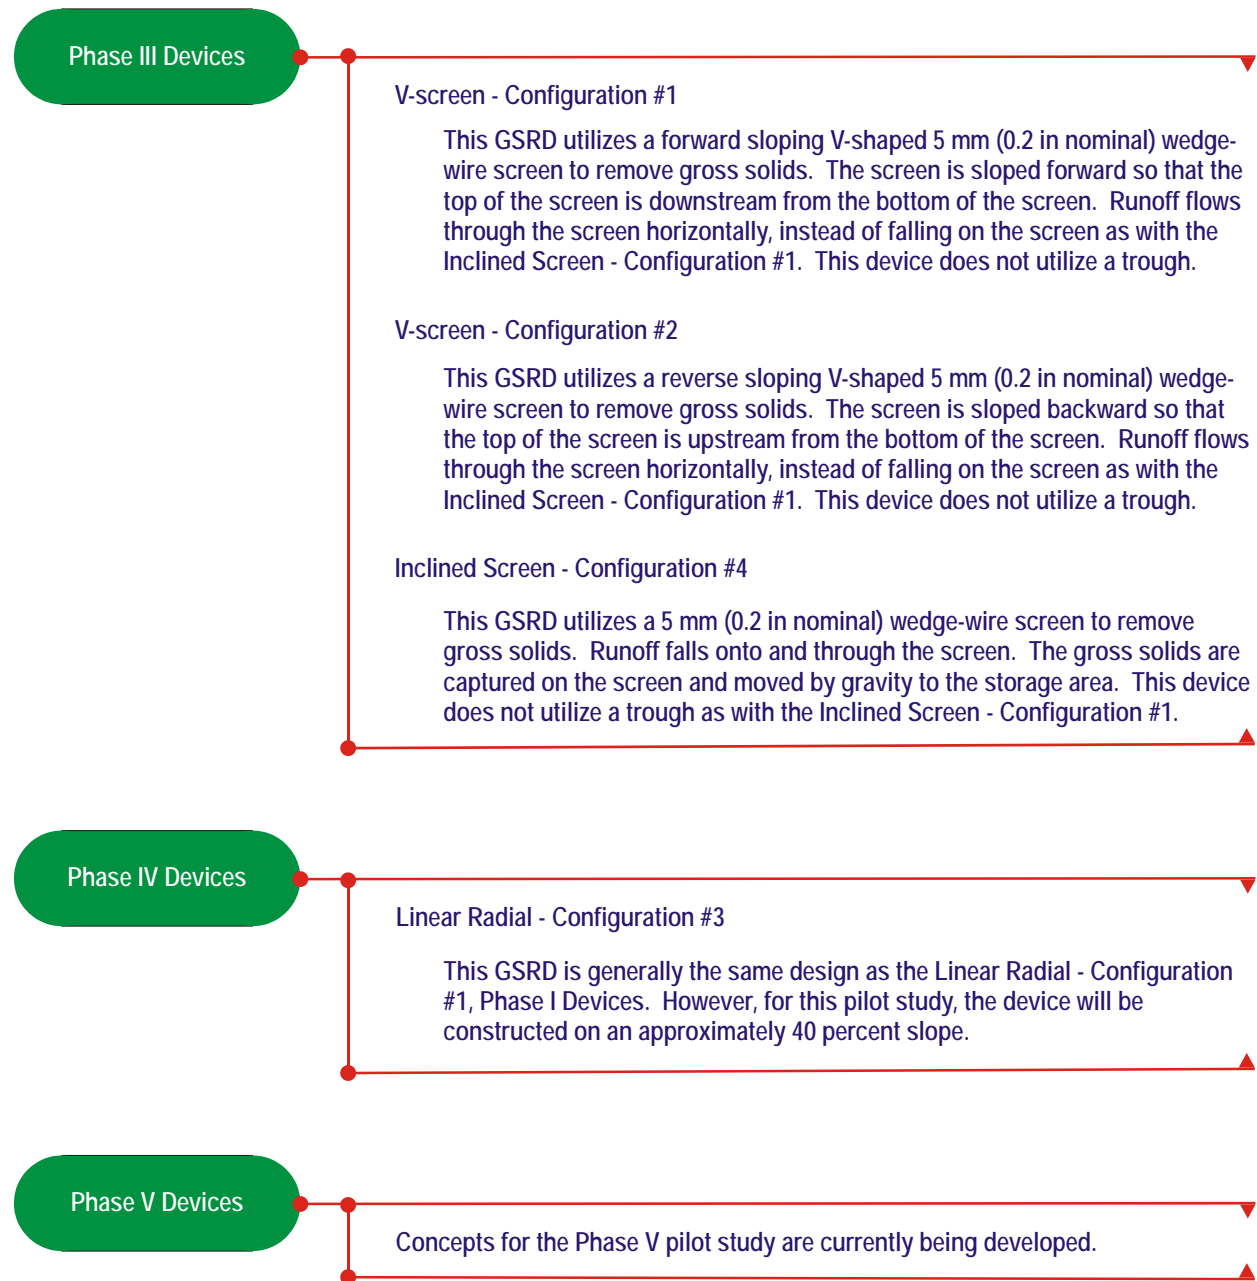 Phase III Devices
V-screen - Configuration #1
This GSRD utilizes a forward sloping V-shaped 5 mm (0.2 in nominal) wedge-
wire screen to remove gross solids.  The screen is sloped forward so that the
top of the screen is downstream from the bottom of the screen.  Runoff flows
through the screen horizontally, instead of falling on the screen as with the
Inclined Screen - Configuration #1.  This device does not utilize a trough.
V-screen - Configuration #2
This GSRD utilizes a reverse sloping V-shaped 5 mm (0.2 in nominal) wedge-
wire screen to remove gross solids.  The screen is sloped backward so that
the top of the screen is upstream from the bottom of the screen.  Runoff flows
through the screen horizontally, instead of falling on the screen as with the
Inclined Screen - Configuration #1.  This device does not utilize a trough.
Inclined Screen - Configuration #4
This GSRD utilizes a 5 mm (0.2 in nominal) wedge-wire screen to remove
gross solids.  Runoff falls onto and through the screen.  The gross solids are
captured on the screen and moved by gravity to the storage area.  This device
does not utilize a trough as with the Inclined Screen - Configuration #1.
Phase IV Devices
Linear Radial - Configuration #3
This GSRD is generally the same design as the Linear Radial - Configuration
#1, Phase I Devices.  However, for this pilot study, the device will be
constructed on an approximately 40 percent slope.
Phase V Devices
Concepts for the Phase V pilot study are currently being developed.